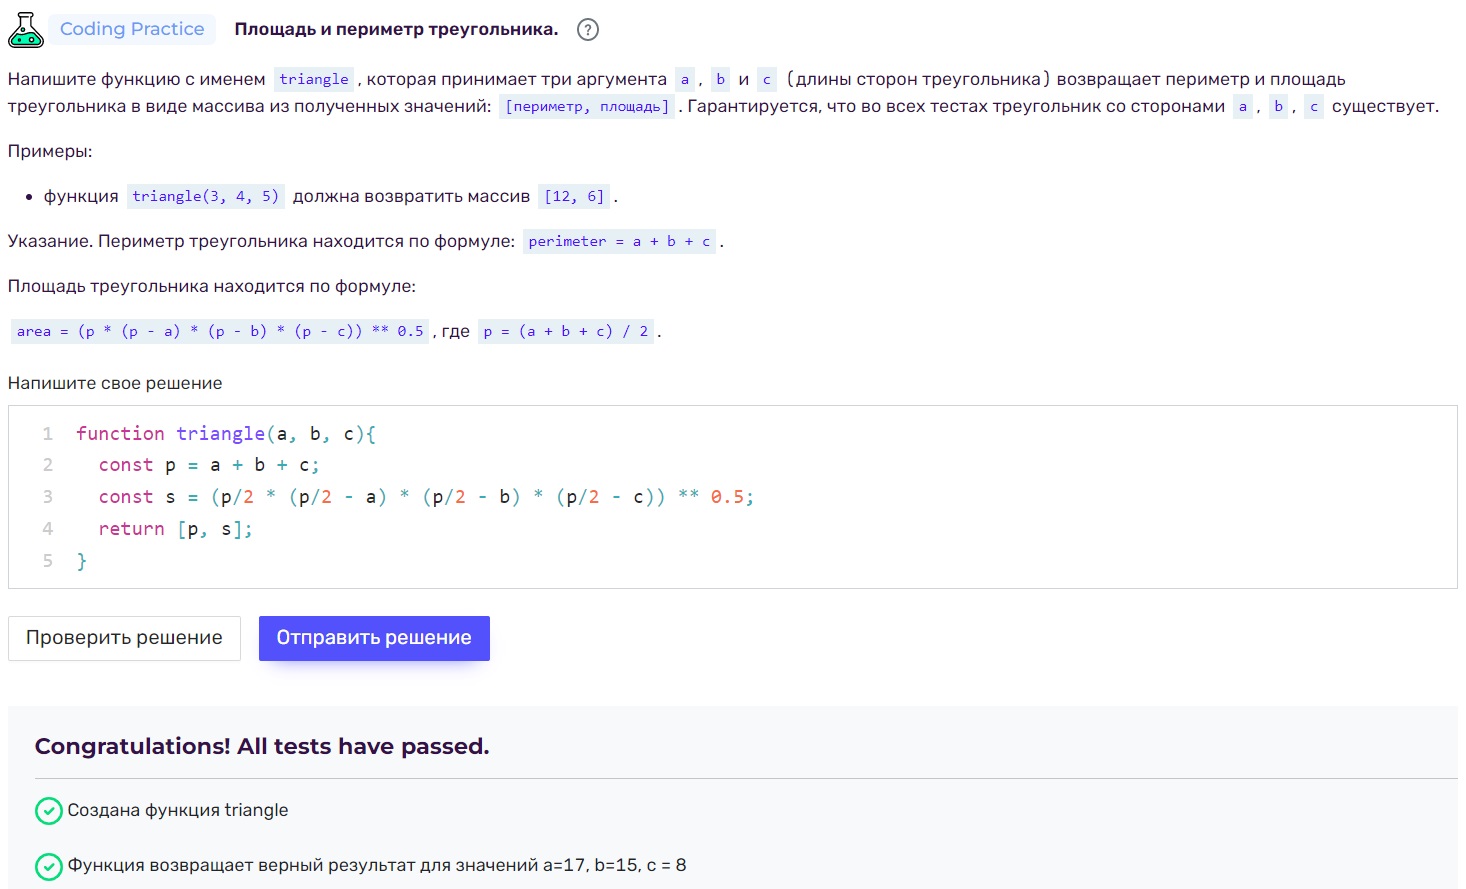 Coding Practice Площадь и периметр треугольника. ?
Напишите функцию с именем triangle , которая принимает три аргумента a , b и c (длины сторон треугольника) возвращает периметр и площадь
треугольника в виде массива из полученных значений: [периметр, площадь] . Гарантируется, что во всех тестах треугольник со сторонами a , b , c существует.
Примеры:
• функция triangle(3, 4, 5) должна возвратить массив [12, 6] .
Указание. Периметр треугольника находится по формуле: perimeter = a + b + c .
Площадь треугольника находится по формуле:
area = (p * (p - a) * (p - b) * (p - c)) ** 0.5 , где p = (a + b + c) / 2 .
Напишите свое решение
1 function triangle(a, b, c){
2 const p = a + b + c;
3 const s = (p/2 * (p/2 - a) * (p/2 - b) * (p/2 - c)) ** 0.5;
4 return [p, s];
5 }
Проверить решение Отправить решение
Congratulations! All tests have passed.
Создана функция triangle
Функция возвращает верный результат для значений a=17, b=15, c = 8